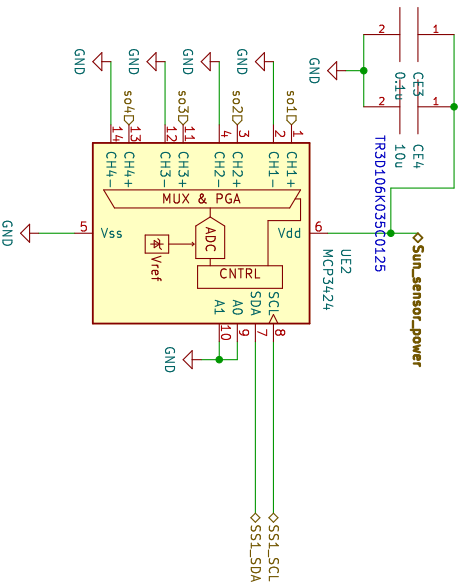 2
1
0.1u
CE3
GND
2
1
10u
CE4
TR3D106K035C0125
GND
GND
GND
GND
so4
so3
so2
so1
14
13
12
11
4
3
2
1
CH4-
CH4+
CH3-
CH3+
CH2-
CH2+
CH1-
CH1+
MUX & PGA
GND
5
Vss
ADC
Vref
CNTRL
Vdd
6
UE2
MCP3424
Sun_sensor_power
A1
A0
SDA
SCL
10
9
7
8
GND
SS1_SDA
SS1_SCL